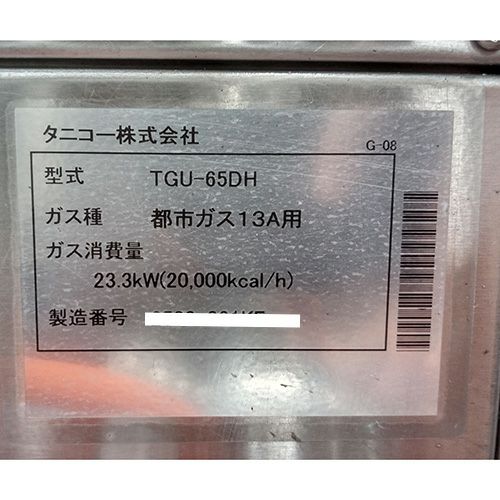 タニコー株式会社
G-08
型式 TGU-65DH
ガス種 都市ガス13A用
ガス消費量
23.3kW(20,000kcal/h)
製造番号